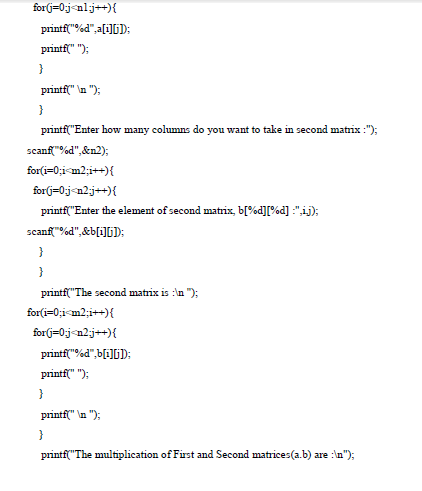 for(j=0;j<n1;j++){
printf("%d",a[i][j]);
printf(" ");
}
printf(" \n ");
}
printf("Enter how many columns do you want to take in second matrix :");
scanf("%d",&n2);
for(i=0;i<m2;i++){
for(j=0;j<n2;j++){
printf("Enter the element of second matrix, b[%d][%d] :",i,j);
scanf("%d",&b[i][j]);
}
}
printf("The second matrix is :\n ");
for(i=0;i<m2;i++){
for(j=0;j<n2;j++){
printf("%d",b[i][j]);
printf(" ");
}
printf(" \n ");
}
printf("The multiplication of First and Second matrices(a.b) are :\n");